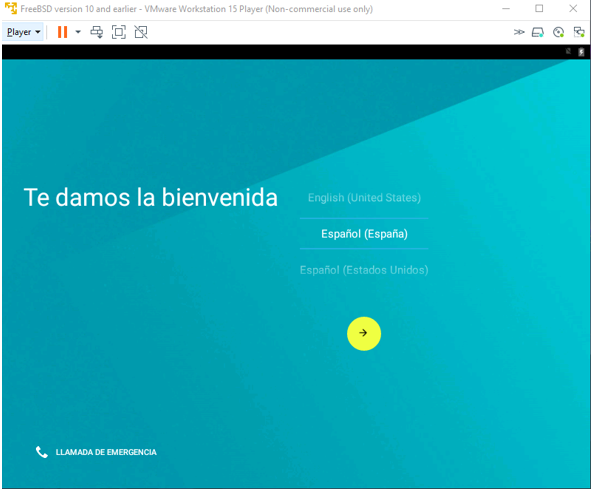 FreeBSD version 10 and earlier - VMware Workstation 15 Player (Non-commercial use only)
Player
Te damos la bienvenida
English (United States)
Español (España)
Español (Estados Unidos)
LLAMADA DE EMERGENCIA